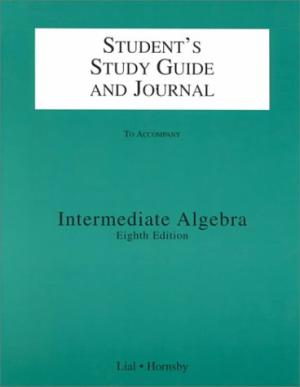 STUDENT'S
STUDY GUIDE
AND JOURNAL
TO ACCOMPANY
Intermediate Algebra
Eighth Edition
Lial • Hornsby